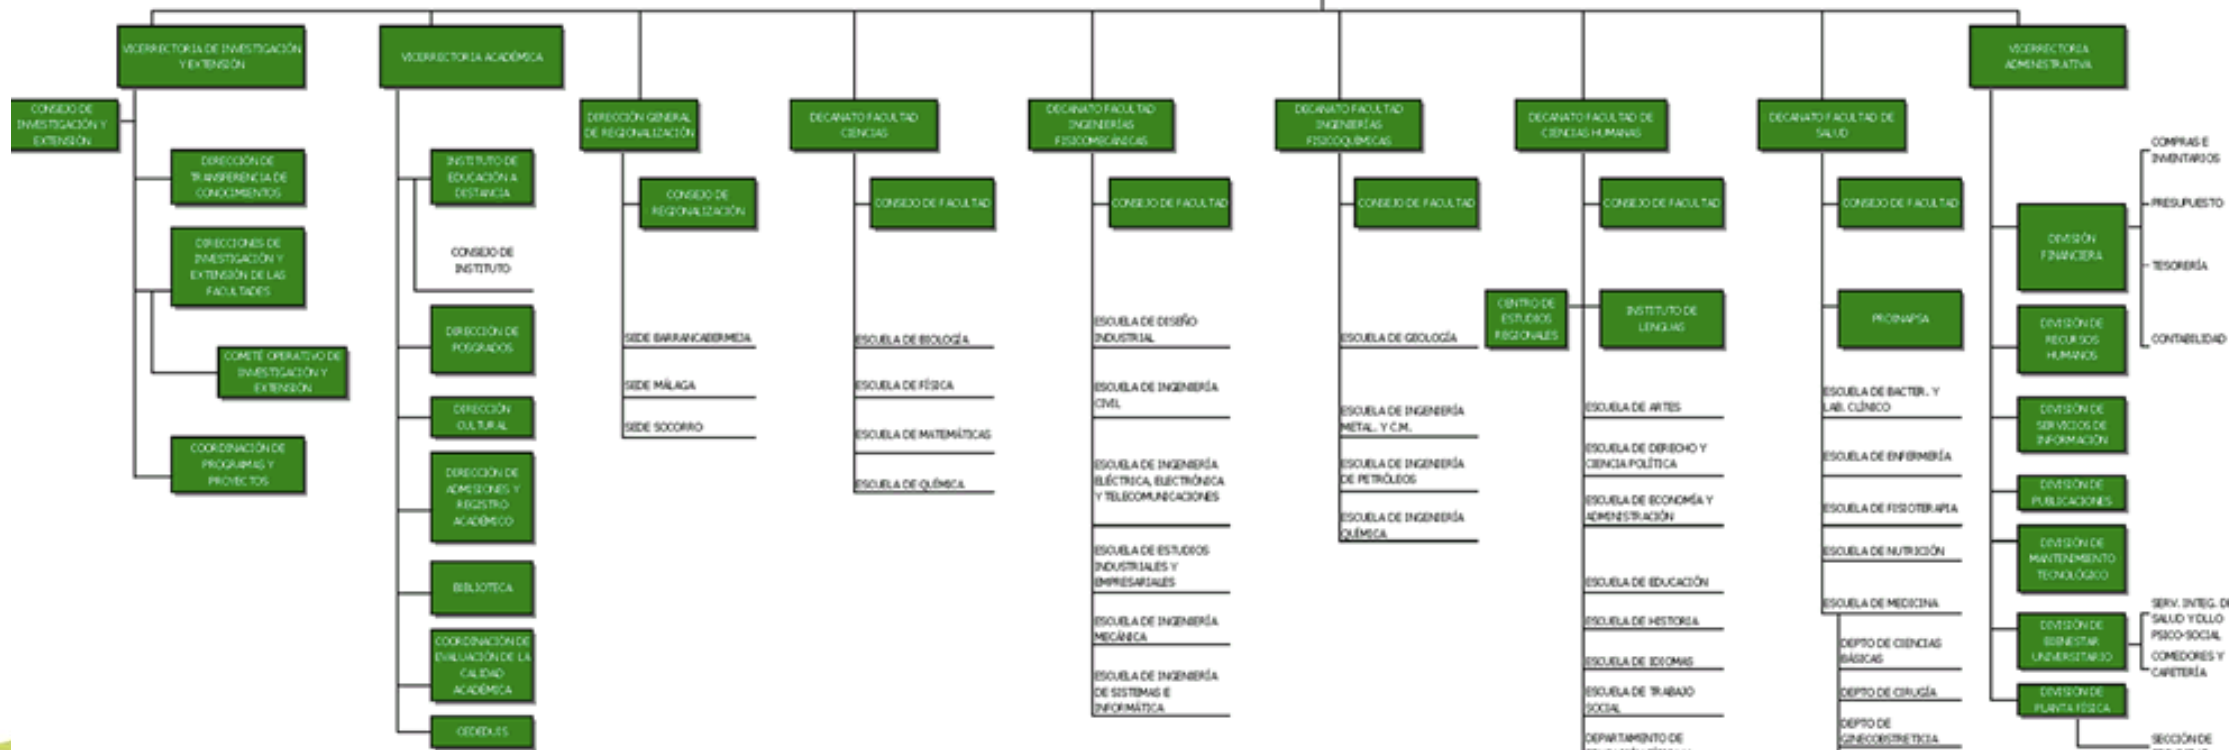 VICERRECTORIA DE INVESTIGACIÓN
Y EXTENSIÓN
CONSEJO DE
INVESTIGACIÓN Y
EXTENSIÓN
DIRECCIÓN DE
TRANSFERENCIA DE
CONOCIMIENTOS
DIRECCIONES DE
INVESTIGACIÓN Y
EXTENSIÓN DE LAS
FACULTADES
COMITÉ OPERATIVO DE
INVESTIGACIÓN Y
EXTENSIÓN
COORDINACIÓN DE
PROGRAMAS Y
PROYECTOS
VICERRECTORIA ACADÉMICA
INSTITUTO DE
EDUCACIÓN A
DISTANCIA
CONSEJO DE
INSTITUTO
DIRECCIÓN DE
POSGRADOS
DIRECCIÓN
CULTURAL
DIRECCIÓN DE
ADMISIONES Y
REGISTRO
ACADÉMICO
BIBLIOTECA
COORDINACIÓN DE
EVALUACIÓN DE LA
CALIDAD
ACADÉMICA
CEDEDUIS
DIRECCIÓN GENERAL
DE REGIONALIZACIÓN
CONSEJO DE
REGIONALIZACIÓN
SEDE BARRANCABERMEJA
SEDE MÁLAGA
SEDE SOCORRO
DECANATO FACULTAD
CIENCIAS
CONSEJO DE FACULTAD
ESCUELA DE BIOLOGÍA
ESCUELA DE FÍSICA
ESCUELA DE MATEMÁTICAS
ESCUELA DE QUÍMICA
DECANATO FACULTAD
INGENIERÍAS
FISICOMECÁNICAS
CONSEJO DE FACULTAD
ESCUELA DE DISEÑO
INDUSTRIAL
ESCUELA DE INGENIERÍA
CIVIL
ESCUELA DE INGENIERÍA
ELÉCTRICA, ELECTRÓNICA
Y TELECOMUNICACIONES
ESCUELA DE ESTUDIOS
INDUSTRIALES Y
EMPRESARIALES
ESCUELA DE INGENIERÍA
MECÁNICA
ESCUELA DE INGENIERÍA
DE SISTEMAS E
INFORMÁTICA
DECANATO FACULTAD
INGENIERÍAS
FISICOQUÍMICAS
CONSEJO DE FACULTAD
ESCUELA DE GEOLOGÍA
ESCUELA DE INGENIERÍA
METAL. Y C.M.
ESCUELA DE INGENIERÍA
DE PETRÓLEOS
ESCUELA DE INGENIERÍA
QUÍMICA
DECANATO FACULTAD DE
CIENCIAS HUMANAS
CONSEJO DE FACULTAD
CENTRO DE
ESTUDIOS
REGIONALES
INSTITUTO DE
LENGUAS
ESCUELA DE ARTES
ESCUELA DE DERECHO Y
CIENCIA POLÍTICA
ESCUELA DE ECONOMÍA Y
ADMINISTRACIÓN
ESCUELA DE EDUCACIÓN
ESCUELA DE HISTORIA
ESCUELA DE IDIOMAS
ESCUELA DE TRABAJO
SOCIAL
DEPARTAMENTO DE
DECANATO FACULTAD DE
SALUD
CONSEJO DE FACULTAD
PROINAPSA
ESCUELA DE BACTER. Y
LAB. CLÍNICO
ESCUELA DE ENFERMERÍA
ESCUELA DE FISIOTERAPIA
ESCUELA DE NUTRICIÓN
ESCUELA DE MEDICINA
DEPTO DE CIENCIAS
BÁSICAS
DEPTO DE CIRUGÍA
DEPTO DE
GINECOBSTRETICIA
VICERRECTORIA
ADMINISTRATIVA
DIVISIÓN
FINANCIERA
COMPRAS E
INVENTARIOS
PRESUPUESTO
TESORERÍA
CONTABILIDAD
DIVISIÓN DE
RECURSOS
HUMANOS
DIVISIÓN DE
SERVICIOS DE
INFORMACIÓN
DIVISIÓN DE
PUBLICACIONES
DIVISIÓN DE
MANTENIMIENTO
TECNOLÓGICO
DIVISIÓN DE
BIENESTAR
UNIVERSITARIO
SERV. INTEG. DE
SALUD Y DLLO
PSICO-SOCIAL
COMEDORES Y
CAFETERÍA
DIVISIÓN DE
PLANTA FÍSICA
SECCIÓN DE